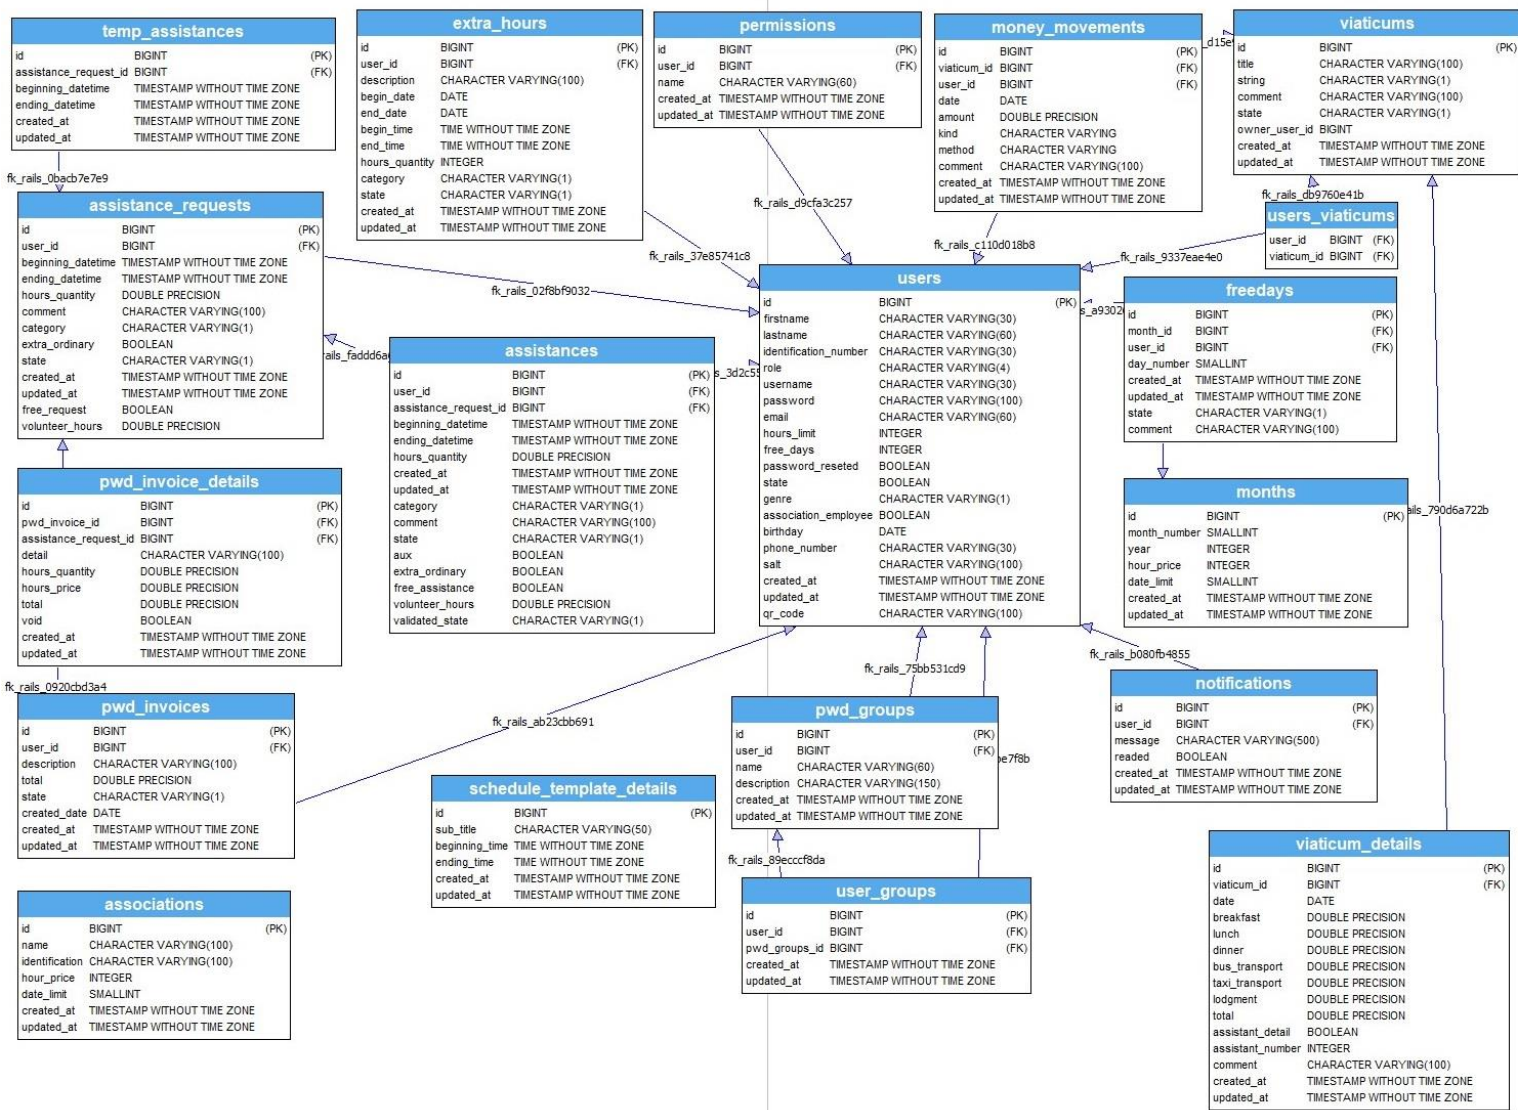 temp_assistances
id BIGINT (PK)
assistance_request_id BIGINT (FK)
beginning_datetime TIMESTAMP WITHOUT TIME ZONE
ending_datetime TIMESTAMP WITHOUT TIME ZONE
created_at TIMESTAMP WITHOUT TIME ZONE
updated_at TIMESTAMP WITHOUT TIME ZONE
fk_rails_0bacb7e7e9
extra_hours
id BIGINT (PK)
user_id BIGINT (FK)
description CHARACTER VARYING(100)
begin_date DATE
end_date DATE
begin_time TIME WITHOUT TIME ZONE
end_time TIME WITHOUT TIME ZONE
hours_quantity INTEGER
category CHARACTER VARYING(1)
state CHARACTER VARYING(1)
created_at TIMESTAMP WITHOUT TIME ZONE
updated_at TIMESTAMP WITHOUT TIME ZONE
fk_rails_37e85741c8
permissions
id BIGINT (PK)
user_id BIGINT (FK)
name CHARACTER VARYING(60)
created_at TIMESTAMP WITHOUT TIME ZONE
updated_at TIMESTAMP WITHOUT TIME ZONE
fk_rails_d9cfa3c257
money_movements
id BIGINT (PK)
viaticum_id BIGINT (FK)
user_id BIGINT (FK)
date DATE
amount DOUBLE PRECISION
kind CHARACTER VARYING
method CHARACTER VARYING
comment CHARACTER VARYING(100)
created_at TIMESTAMP WITHOUT TIME ZONE
updated_at TIMESTAMP WITHOUT TIME ZONE
fk_rails_c110d018b8
viaticums
id BIGINT (PK)
title CHARACTER VARYING(100)
string CHARACTER VARYING(1)
comment CHARACTER VARYING(100)
state CHARACTER VARYING(1)
owner_user_id BIGINT
created_at TIMESTAMP WITHOUT TIME ZONE
updated_at TIMESTAMP WITHOUT TIME ZONE
fk_rails_db9760e41b
users_viaticums
user_id BIGINT (FK)
viaticum_id BIGINT (FK)
fk_rails_9337eae4e0
assistance_requests
id BIGINT (PK)
user_id BIGINT (FK)
beginning_datetime TIMESTAMP WITHOUT TIME ZONE
ending_datetime TIMESTAMP WITHOUT TIME ZONE
hours_quantity DOUBLE PRECISION
comment CHARACTER VARYING(100)
category CHARACTER VARYING(1)
extra_ordinary BOOLEAN
state CHARACTER VARYING(1)
created_at TIMESTAMP WITHOUT TIME ZONE
updated_at TIMESTAMP WITHOUT TIME ZONE
free_request BOOLEAN
volunteer_hours DOUBLE PRECISION
fk_rails_02f8bf9032
assistances
id BIGINT (PK)
user_id BIGINT (FK)
assistance_request_id BIGINT (FK)
beginning_datetime TIMESTAMP WITHOUT TIME ZONE
ending_datetime TIMESTAMP WITHOUT TIME ZONE
hours_quantity DOUBLE PRECISION
created_at TIMESTAMP WITHOUT TIME ZONE
updated_at TIMESTAMP WITHOUT TIME ZONE
category CHARACTER VARYING(1)
comment CHARACTER VARYING(100)
state CHARACTER VARYING(1)
aux BOOLEAN
extra_ordinary BOOLEAN
free_assistance BOOLEAN
volunteer_hours DOUBLE PRECISION
validated_state CHARACTER VARYING(1)
users
id BIGINT (PK)
firstname CHARACTER VARYING(30)
lastname CHARACTER VARYING(60)
identification_number CHARACTER VARYING(30)
role CHARACTER VARYING(4)
username CHARACTER VARYING(30)
password CHARACTER VARYING(100)
email CHARACTER VARYING(60)
hours_limit INTEGER
free_days INTEGER
password_reseted BOOLEAN
state BOOLEAN
genre CHARACTER VARYING(1)
association_employee BOOLEAN
birthday DATE
phone_number CHARACTER VARYING(30)
salt CHARACTER VARYING(100)
created_at TIMESTAMP WITHOUT TIME ZONE
updated_at TIMESTAMP WITHOUT TIME ZONE
qr_code CHARACTER VARYING(100)
freedays
id BIGINT (PK)
month_id BIGINT (FK)
user_id BIGINT (FK)
day_number SMALLINT
created_at TIMESTAMP WITHOUT TIME ZONE
updated_at TIMESTAMP WITHOUT TIME ZONE
state CHARACTER VARYING(1)
comment CHARACTER VARYING(100)
months
id BIGINT (PK)
month_number SMALLINT
year INTEGER
hour_price INTEGER
date_limit SMALLINT
created_at TIMESTAMP WITHOUT TIME ZONE
updated_at TIMESTAMP WITHOUT TIME ZONE
ails_790d6a722b
pwd_invoice_details
id BIGINT (PK)
pwd_invoice_id BIGINT (FK)
assistance_request_id BIGINT (FK)
detail CHARACTER VARYING(100)
hours_quantity DOUBLE PRECISION
hours_price DOUBLE PRECISION
total DOUBLE PRECISION
void BOOLEAN
created_at TIMESTAMP WITHOUT TIME ZONE
updated_at TIMESTAMP WITHOUT TIME ZONE
fk_rails_0920cbd3a4
pwd_invoices
id BIGINT (PK)
user_id BIGINT (FK)
description CHARACTER VARYING(100)
total DOUBLE PRECISION
state CHARACTER VARYING(1)
created_date DATE
created_at TIMESTAMP WITHOUT TIME ZONE
updated_at TIMESTAMP WITHOUT TIME ZONE
fk_rails_ab23cbb691
schedule_template_details
id BIGINT (PK)
sub_title CHARACTER VARYING(50)
beginning_time TIME WITHOUT TIME ZONE
ending_time TIME WITHOUT TIME ZONE
created_at TIMESTAMP WITHOUT TIME ZONE
updated_at TIMESTAMP WITHOUT TIME ZONE
fk_rails_75bb531cd9
pwd_groups
id BIGINT (PK)
user_id BIGINT (FK)
name CHARACTER VARYING(60)
description CHARACTER VARYING(150)
created_at TIMESTAMP WITHOUT TIME ZONE
updated_at TIMESTAMP WITHOUT TIME ZONE
fk_rails_89ecccf8da
fk_rails_b080fb4855
notifications
id BIGINT (PK)
user_id BIGINT (FK)
message CHARACTER VARYING(500)
readed BOOLEAN
created_at TIMESTAMP WITHOUT TIME ZONE
updated_at TIMESTAMP WITHOUT TIME ZONE
associations
id BIGINT (PK)
name CHARACTER VARYING(100)
identification CHARACTER VARYING(100)
hour_price INTEGER
date_limit SMALLINT
created_at TIMESTAMP WITHOUT TIME ZONE
updated_at TIMESTAMP WITHOUT TIME ZONE
user_groups
id BIGINT (PK)
user_id BIGINT (FK)
pwd_groups_id BIGINT (FK)
created_at TIMESTAMP WITHOUT TIME ZONE
updated_at TIMESTAMP WITHOUT TIME ZONE
viaticum_details
id BIGINT (PK)
viaticum_id BIGINT (FK)
date DATE
breakfast DOUBLE PRECISION
lunch DOUBLE PRECISION
dinner DOUBLE PRECISION
bus_transport DOUBLE PRECISION
taxi_transport DOUBLE PRECISION
lodgment DOUBLE PRECISION
total DOUBLE PRECISION
assistant_detail BOOLEAN
assistant_number INTEGER
comment CHARACTER VARYING(100)
created_at TIMESTAMP WITHOUT TIME ZONE
updated_at TIMESTAMP WITHOUT TIME ZONE